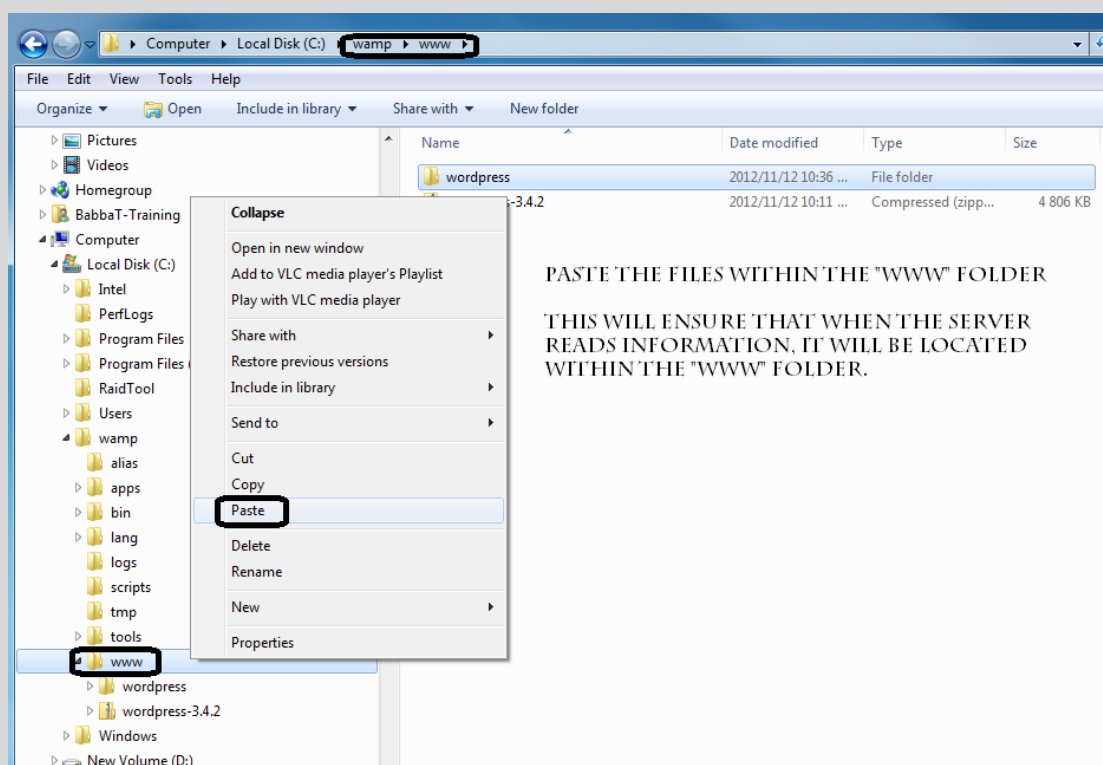 Computer Local Disk (C:) wamp www
File Edit View Tools Help
Organize Open Include in library Share with New folder
Pictures
Videos
Homegroup
BabbaT-Training
Computer
Local Disk (C:)
Intel
PerfLogs
Program Files
Program Files (
RaidTool
Users
wamp
alias
apps
bin
lang
logs
scripts
tmp
tools
www
wordpress
wordpress-3.4.2
Windows
New Volume (D:)
Collapse
Open in new window
Add to VLC media player's Playlist
Play with VLC media player
Share with
Restore previous versions
Include in library
Send to
Cut
Copy
Paste
Delete
Rename
New
Properties
Name Date modified Type Size
wordpress 2012/11/12 10:36 ... File folder
-3.4.2 2012/11/12 10:11 ... Compressed (zipp... 4 806 KB
PASTE THE FILES WITHIN THE "WWW" FOLDER
THIS WILL ENSURE THAT WHEN THE SERVER
READS INFORMATION, IT WILL BE LOCATED
WITHIN THE "WWW" FOLDER.